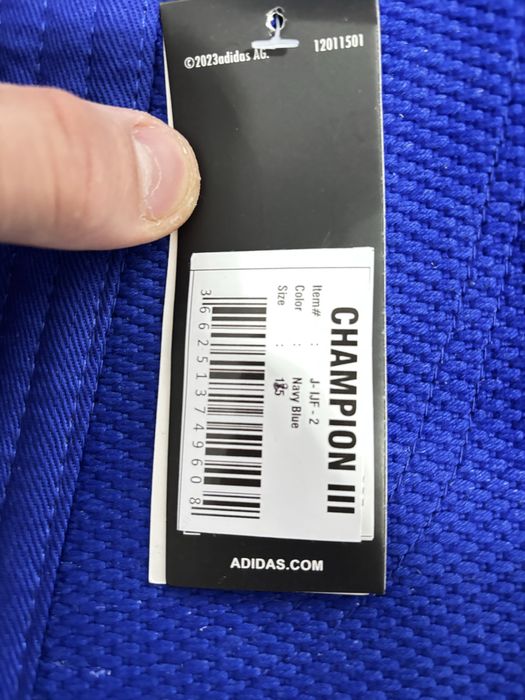 ©2023adidas AG.
12011501
CHAMPION III
Item# : J-IJF-2
Color : Navy Blue
Size :
3662513749608
ADIDAS.COM